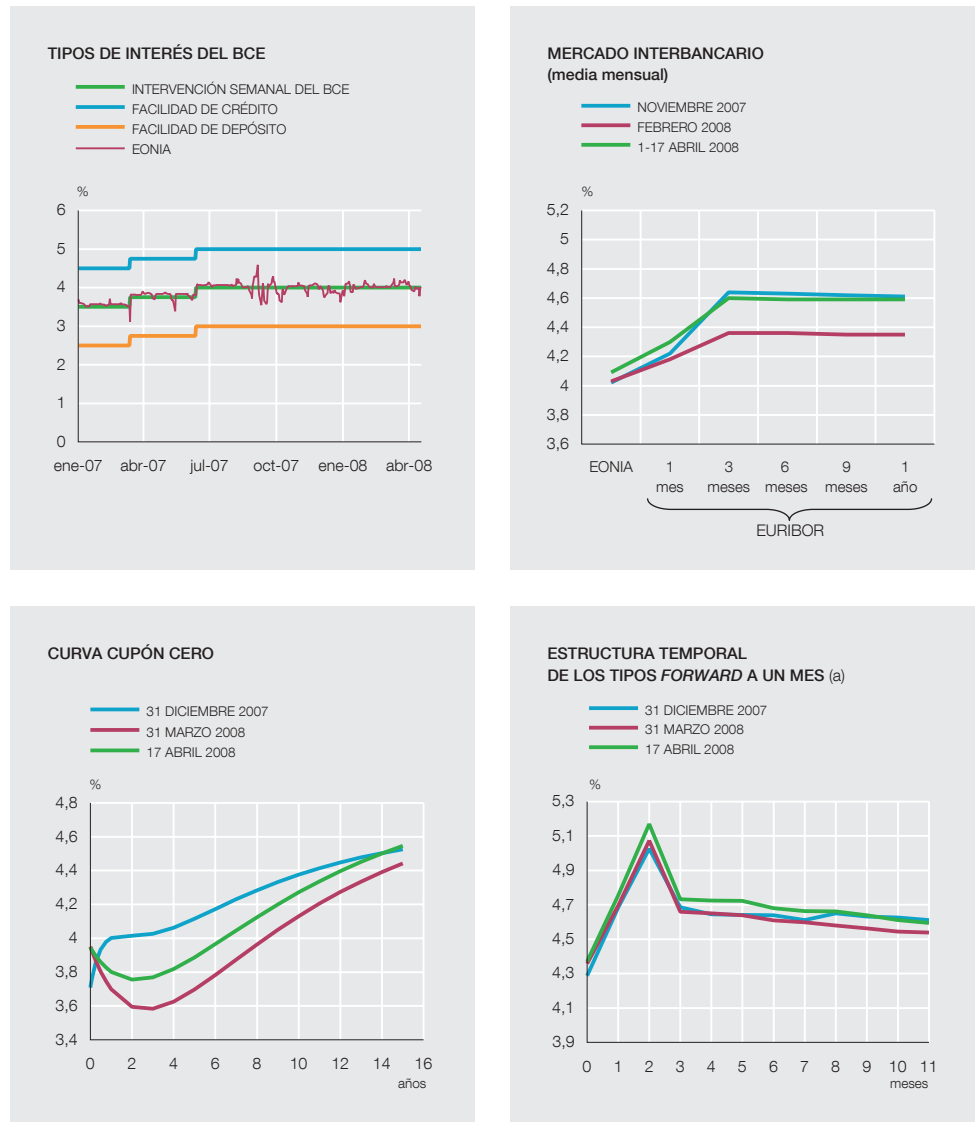 TIPOS DE INTERÉS DEL BCE
INTERVENCIÓN SEMANAL DEL BCE
FACILIDAD DE CRÉDITO
FACILIDAD DE DEPÓSITO
EONIA
%
6
5
4
3
2
1
0
ene-07 abr-07 jul-07 oct-07 ene-08 abr-08
MERCADO INTERBANCARIO
(media mensual)
NOVIEMBRE 2007
FEBRERO 2008
1-17 ABRIL 2008
%
5,2
5
4,8
4,6
4,4
4,2
4
3,8
3,6
EONIA 1 3 6 9 1
mes meses meses meses año
EURIBOR
CURVA CUPÓN CERO
31 DICIEMBRE 2007
31 MARZO 2008
17 ABRIL 2008
%
4,8
4,6
4,4
4,2
4
3,8
3,6
3,4
0 2 4 6 8 10 12 14 16
años
ESTRUCTURA TEMPORAL
DE LOS TIPOS FORWARD A UN MES (a)
31 DICIEMBRE 2007
31 MARZO 2008
17 ABRIL 2008
%
5,3
5,1
4,9
4,7
4,5
4,3
4,1
3,9
0 1 2 3 4 5 6 7 8 9 10 11
meses